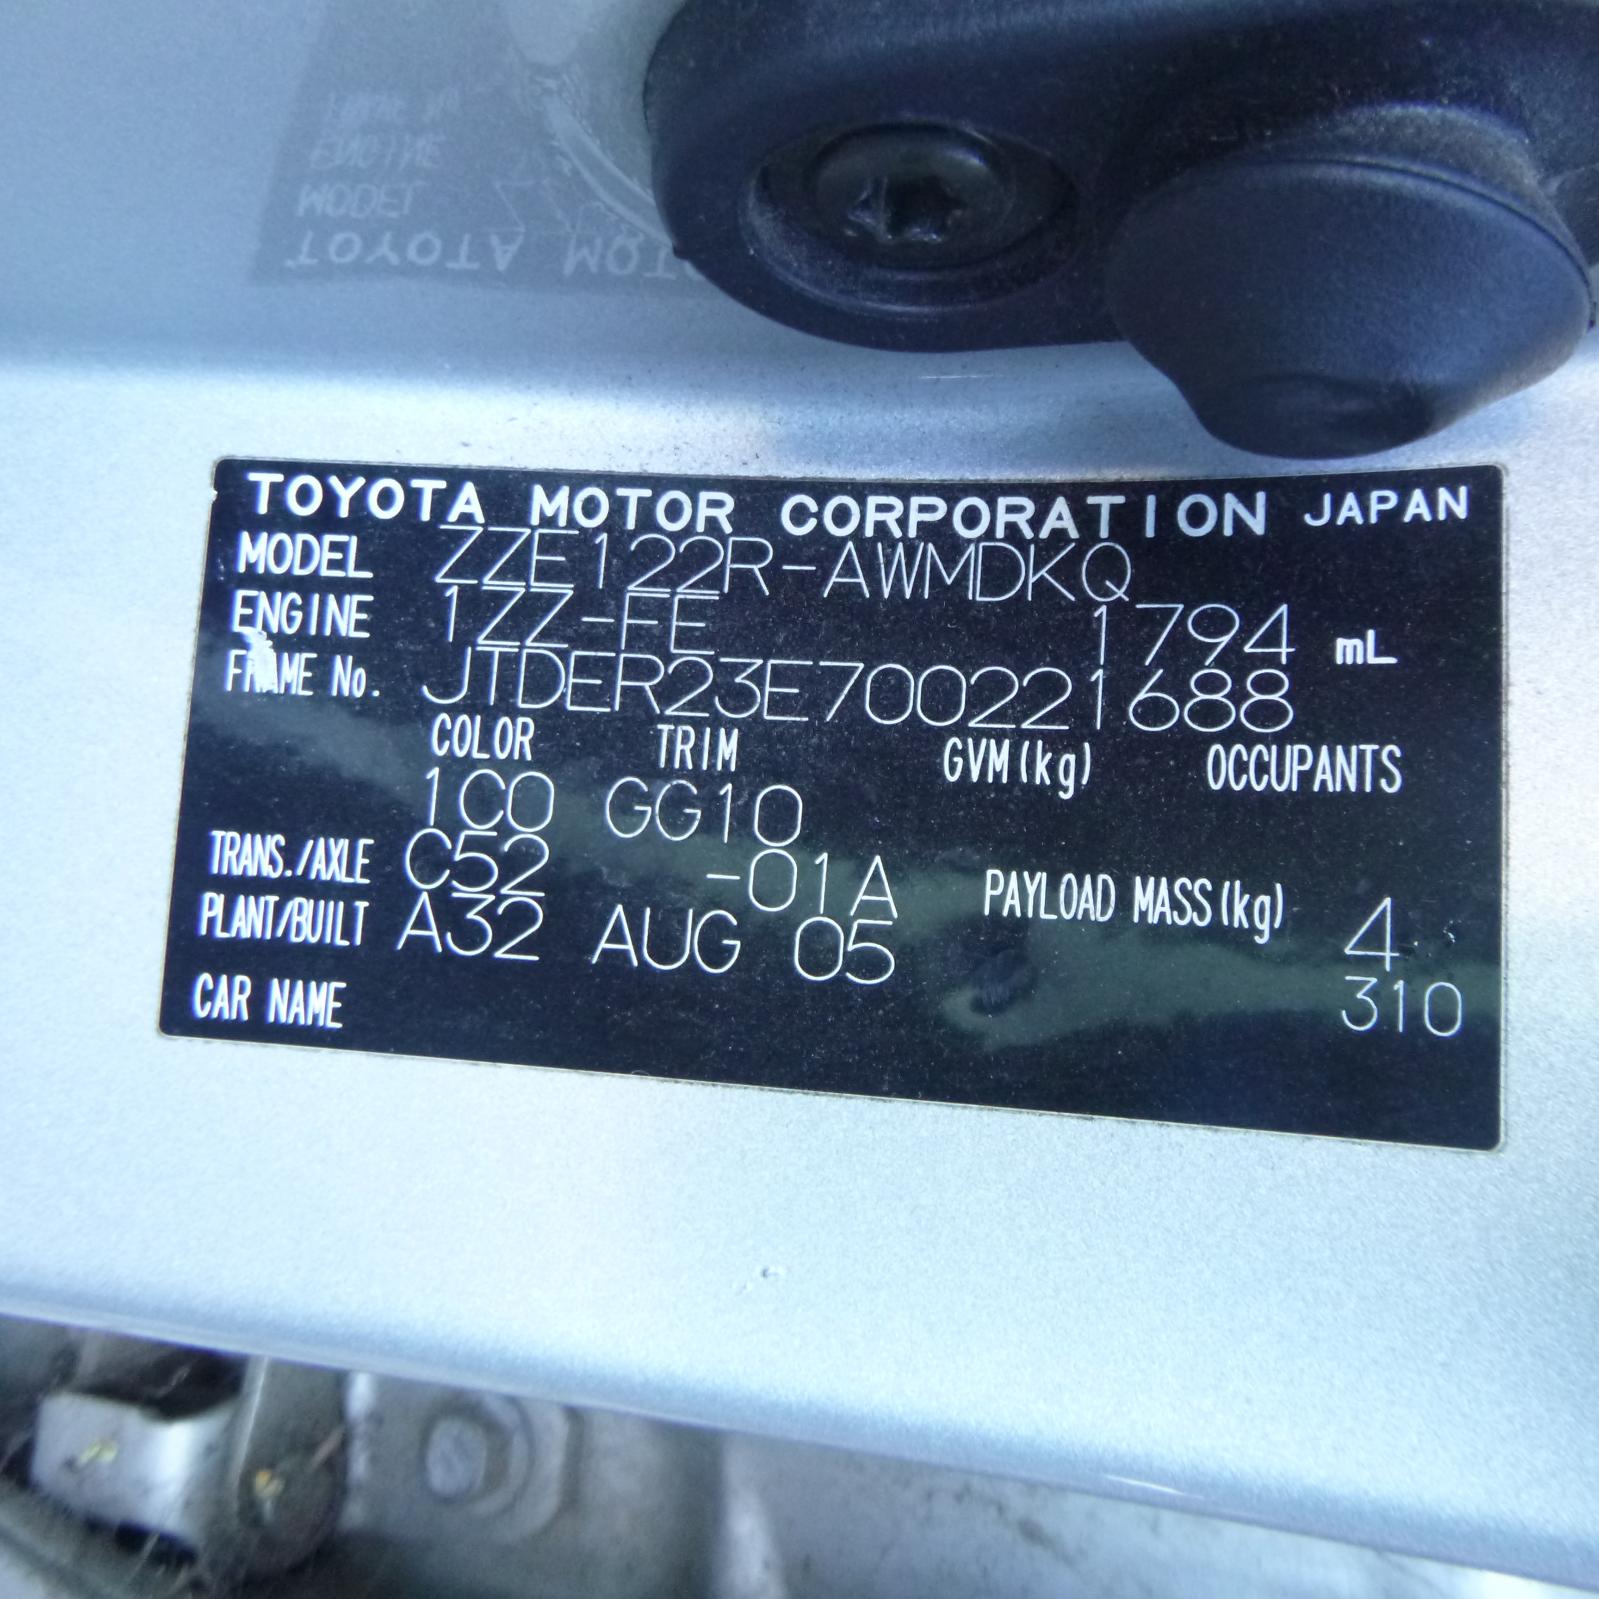 TOYOTA MOTOR CORPORATION JAPAN
MODEL ZZE122R-AWMDKQ
ENGINE 1ZZ-FE 1794 mL
FRAME No. JTDER23E700221688
COLOR TRIM GVM(kg) OCCUPANTS
1C0 GG10
TRANS./AXLE C52 -01A PAYLOAD MASS(kg) 4
PLANT/BUILT A32 AUG 05 310
CAR NAME